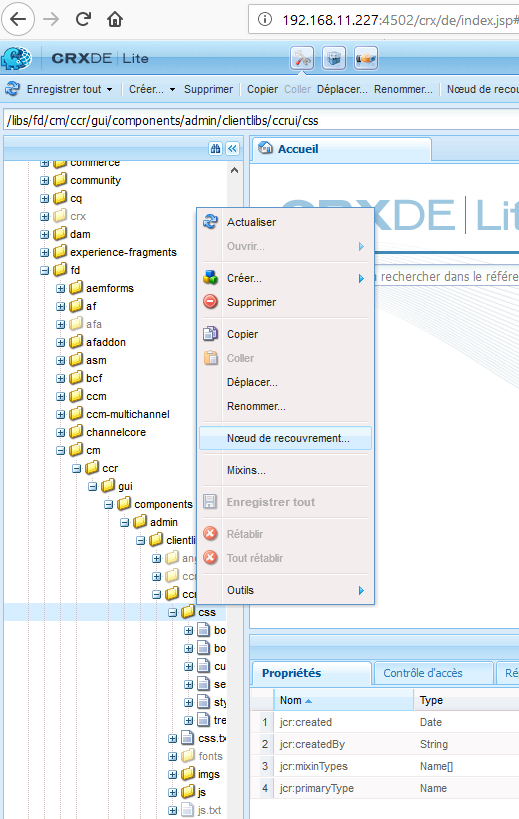 192.168.11.227:4502/crx/de/index.jsp#
CRXDE | Lite
Enregistrer tout Créer... Supprimer Copier Coller Déplacer... Renommer... Nœud de recou
/libs/fd/cm/ccr/gui/components/admin/clientlibs/ccrui/css
Accueil
commerce
community
cq
crx
dam
experience-fragments
fd
aemforms
af
afa
afaddon
asm
bcf
ccm
ccm-multichannel
channelcore
cm
ccr
gui
components
admin
clientli
ang
ccr
ccr
css
bo
bo
cu
se
sty
tre
css.tx
fonts
imgs
js
js.txt
Actualiser
Ouvrir...
Créer...
Supprimer
Copier
Coller
Déplacer...
Renommer...
Nœud de recouvrement...
Mixins...
Enregistrer tout
Rétablir
Tout rétablir
Outils
CRXDE | Lite
rechercher dans le référe
Propriétés Contrôle d'accès Ré
Nom Type
1 jcr:created Date
2 jcr:createdBy String
3 jcr:mixinTypes Name[]
4 jcr:primaryType Name